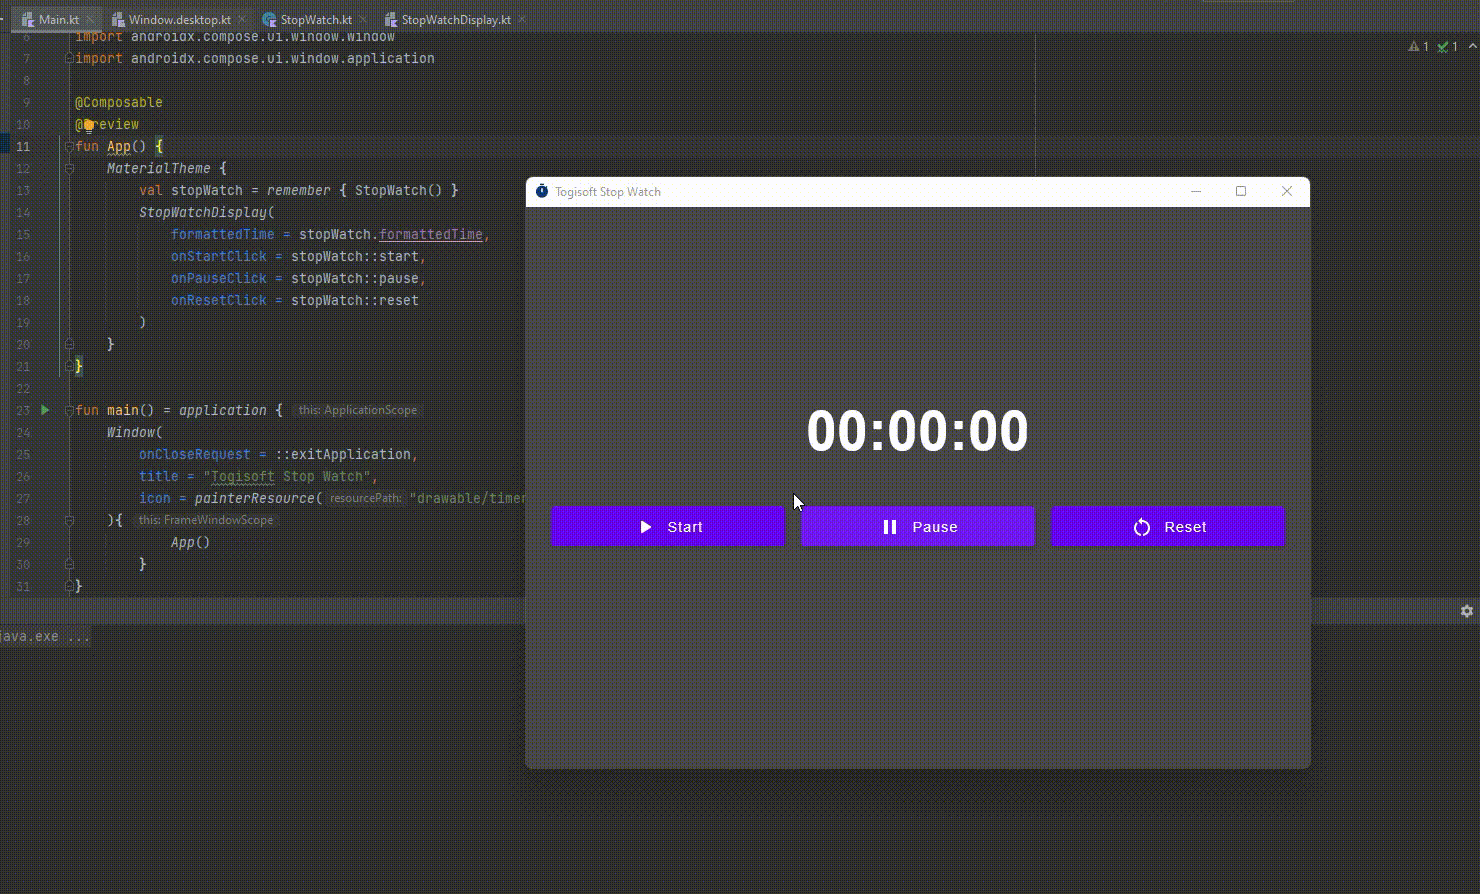 Main.kt Window.desktop.kt StopWatch.kt StopWatchDisplay.kt
6 import androidx.compose.ui.window.Window
7 import androidx.compose.ui.window.application
1 1
8
9 @Composable
10 @Preview
11 fun App() {
12 MaterialTheme {
13 val stopWatch = remember { StopWatch() }
14 StopWatchDisplay(
15 formattedTime = stopWatch.formattedTime,
16 onStartClick = stopWatch::start,
17 onPauseClick = stopWatch::pause,
18 onResetClick = stopWatch::reset
19 )
20 }
21 }
22
23 fun main() = application { this: ApplicationScope
24 Window(
25 onCloseRequest = ::exitApplication,
26 title = "Togisoft Stop Watch",
27 icon = painterResource( resourcePath: "drawable/timer
28 ){ this: FrameWindowScope
29 App()
30 }
31 }
java.exe ...
Togisoft Stop Watch
00:00:00
Start Pause Reset